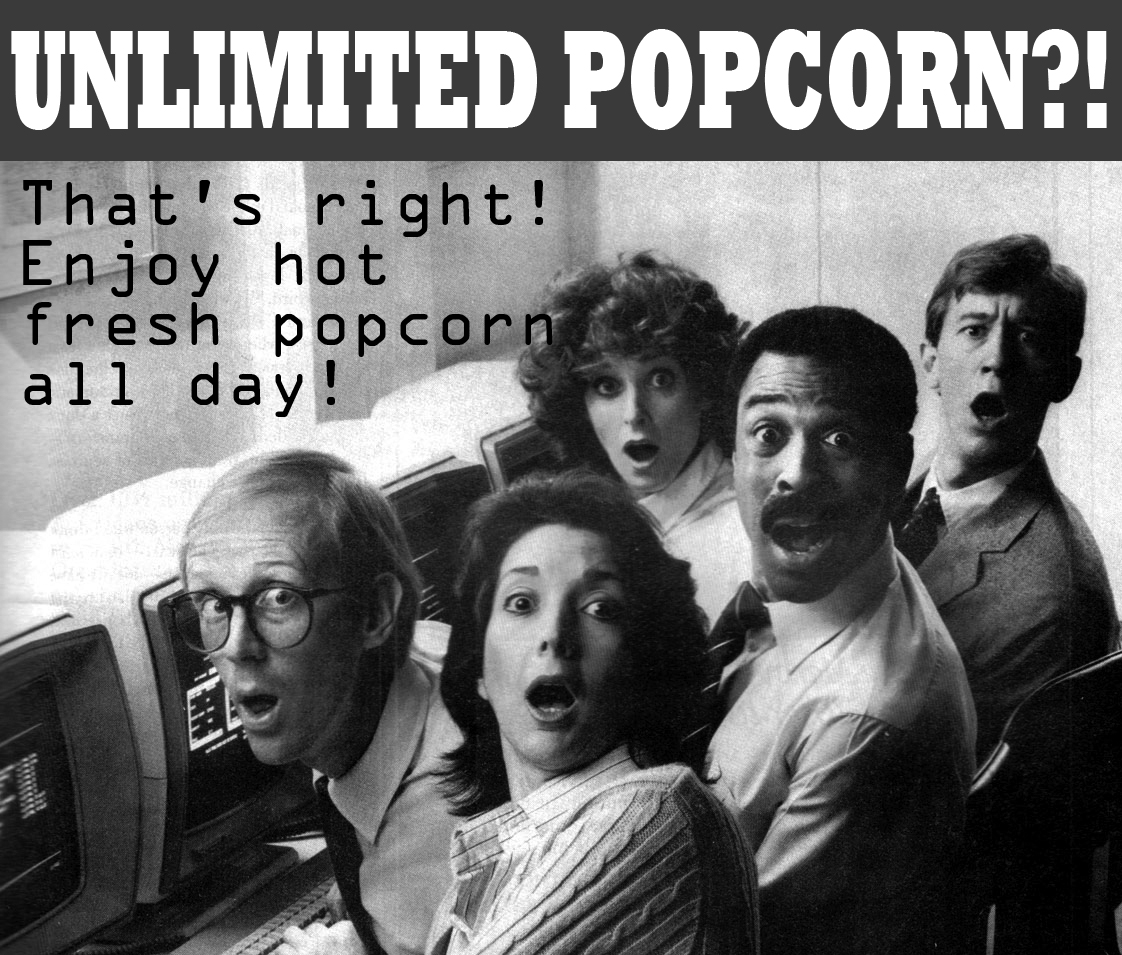 UNLIMITED POPCORN?!
That's right!
Enjoy hot
fresh popcorn
all day!